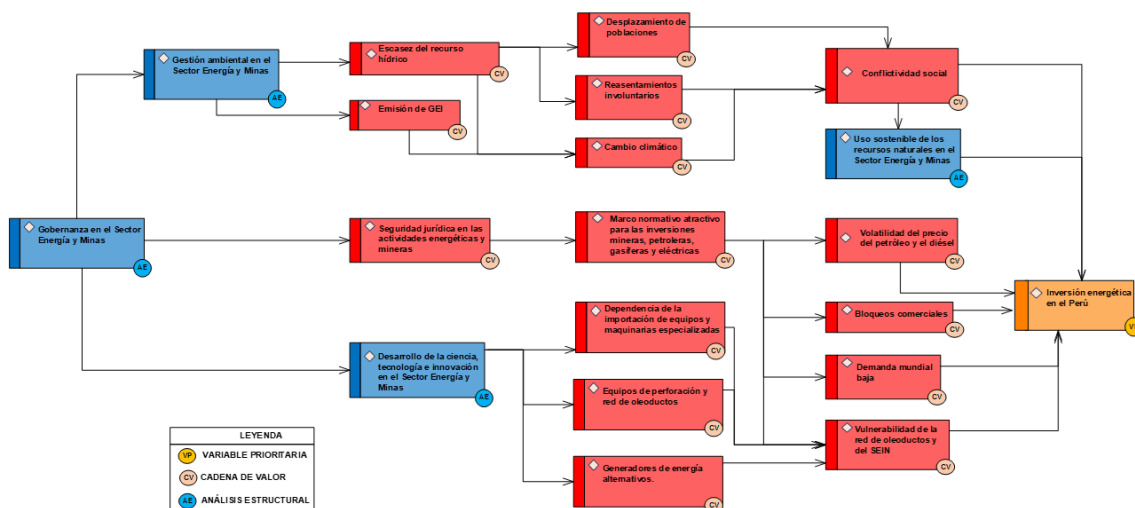 Desplazamiento de
poblaciones
CV
Gestión ambiental en el
Sector Energía y Minas
AE
Escasez del recurso
hídrico
CV
Conflictividad social
CV
Reasentamientos
involuntarios
CV
Emisión de GEI
CV
Cambio climático
CV
Uso sostenible de los
recursos naturales en el
Sector Energía y Minas
AE
Gobernanza en el Sector
Energía y Minas
AE
Seguridad jurídica en las
actividades energéticas y
mineras
CV
Marco normativo atractivo
para las inversiones
mineras, petroleras,
gasíferas y eléctricas
CV
Volatilidad del precio
del petróleo y el diésel
CV
Inversión energética
en el Perú
VP
Dependencia de la
importación de equipos y
maquinarias especializadas
CV
Bloqueos comerciales
CV
Desarrollo de la ciencia,
tecnología e innovación
en el Sector Energía y
Minas
AE
Equipos de perforación y
red de oleoductos
CV
Demanda mundial
baja
CV
Vulnerabilidad de la
red de oleoductos y
del SEIN
CV
Generadores de energía
alternativos.
CV
LEYENDA
VP VARIABLE PRIORITARIA
CV CADENA DE VALOR
AE ANÁLISIS ESTRUCTURAL